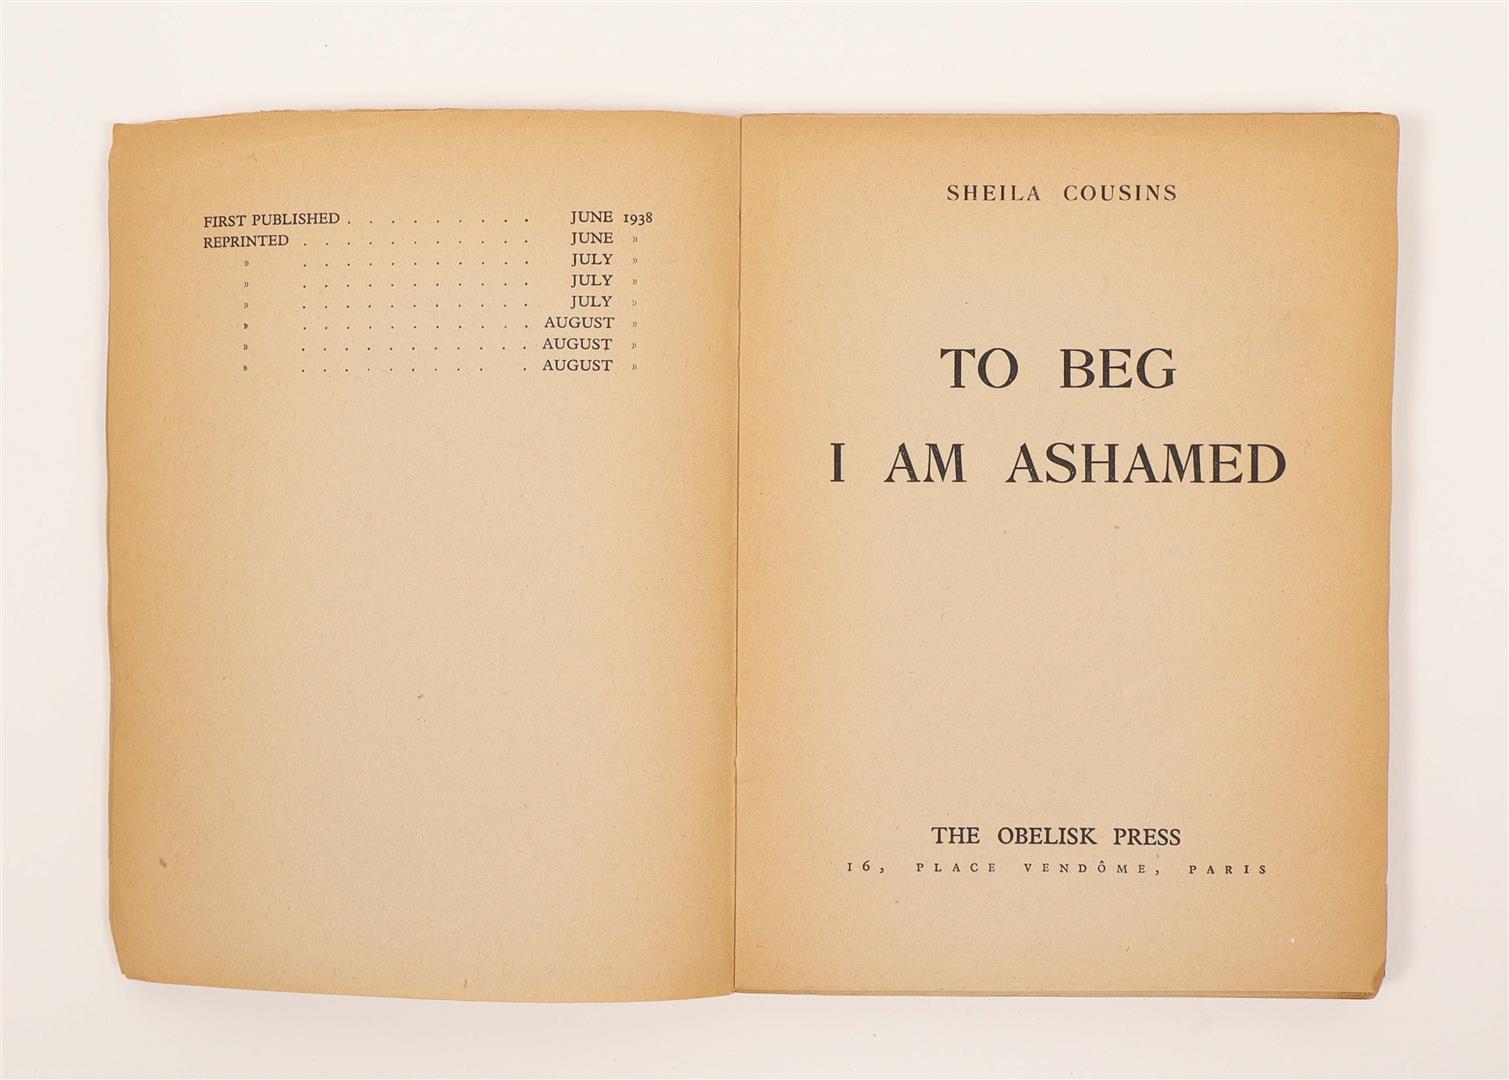 FIRST PUBLISHED . . . . . . . . . JUNE 1938
REPRINTED . . . . . . . . . . . JUNE »
» . . . . . . . . . . . JULY »
» . . . . . . . . . . . JULY »
» . . . . . . . . . . . JULY »
» . . . . . . . . . . . AUGUST »
» . . . . . . . . . . . AUGUST »
» . . . . . . . . . . AUGUST »
SHEILA COUSINS
TO BEG
I AM ASHAMED
THE OBELISK PRESS
16, PLACE VENDÔME, PARIS